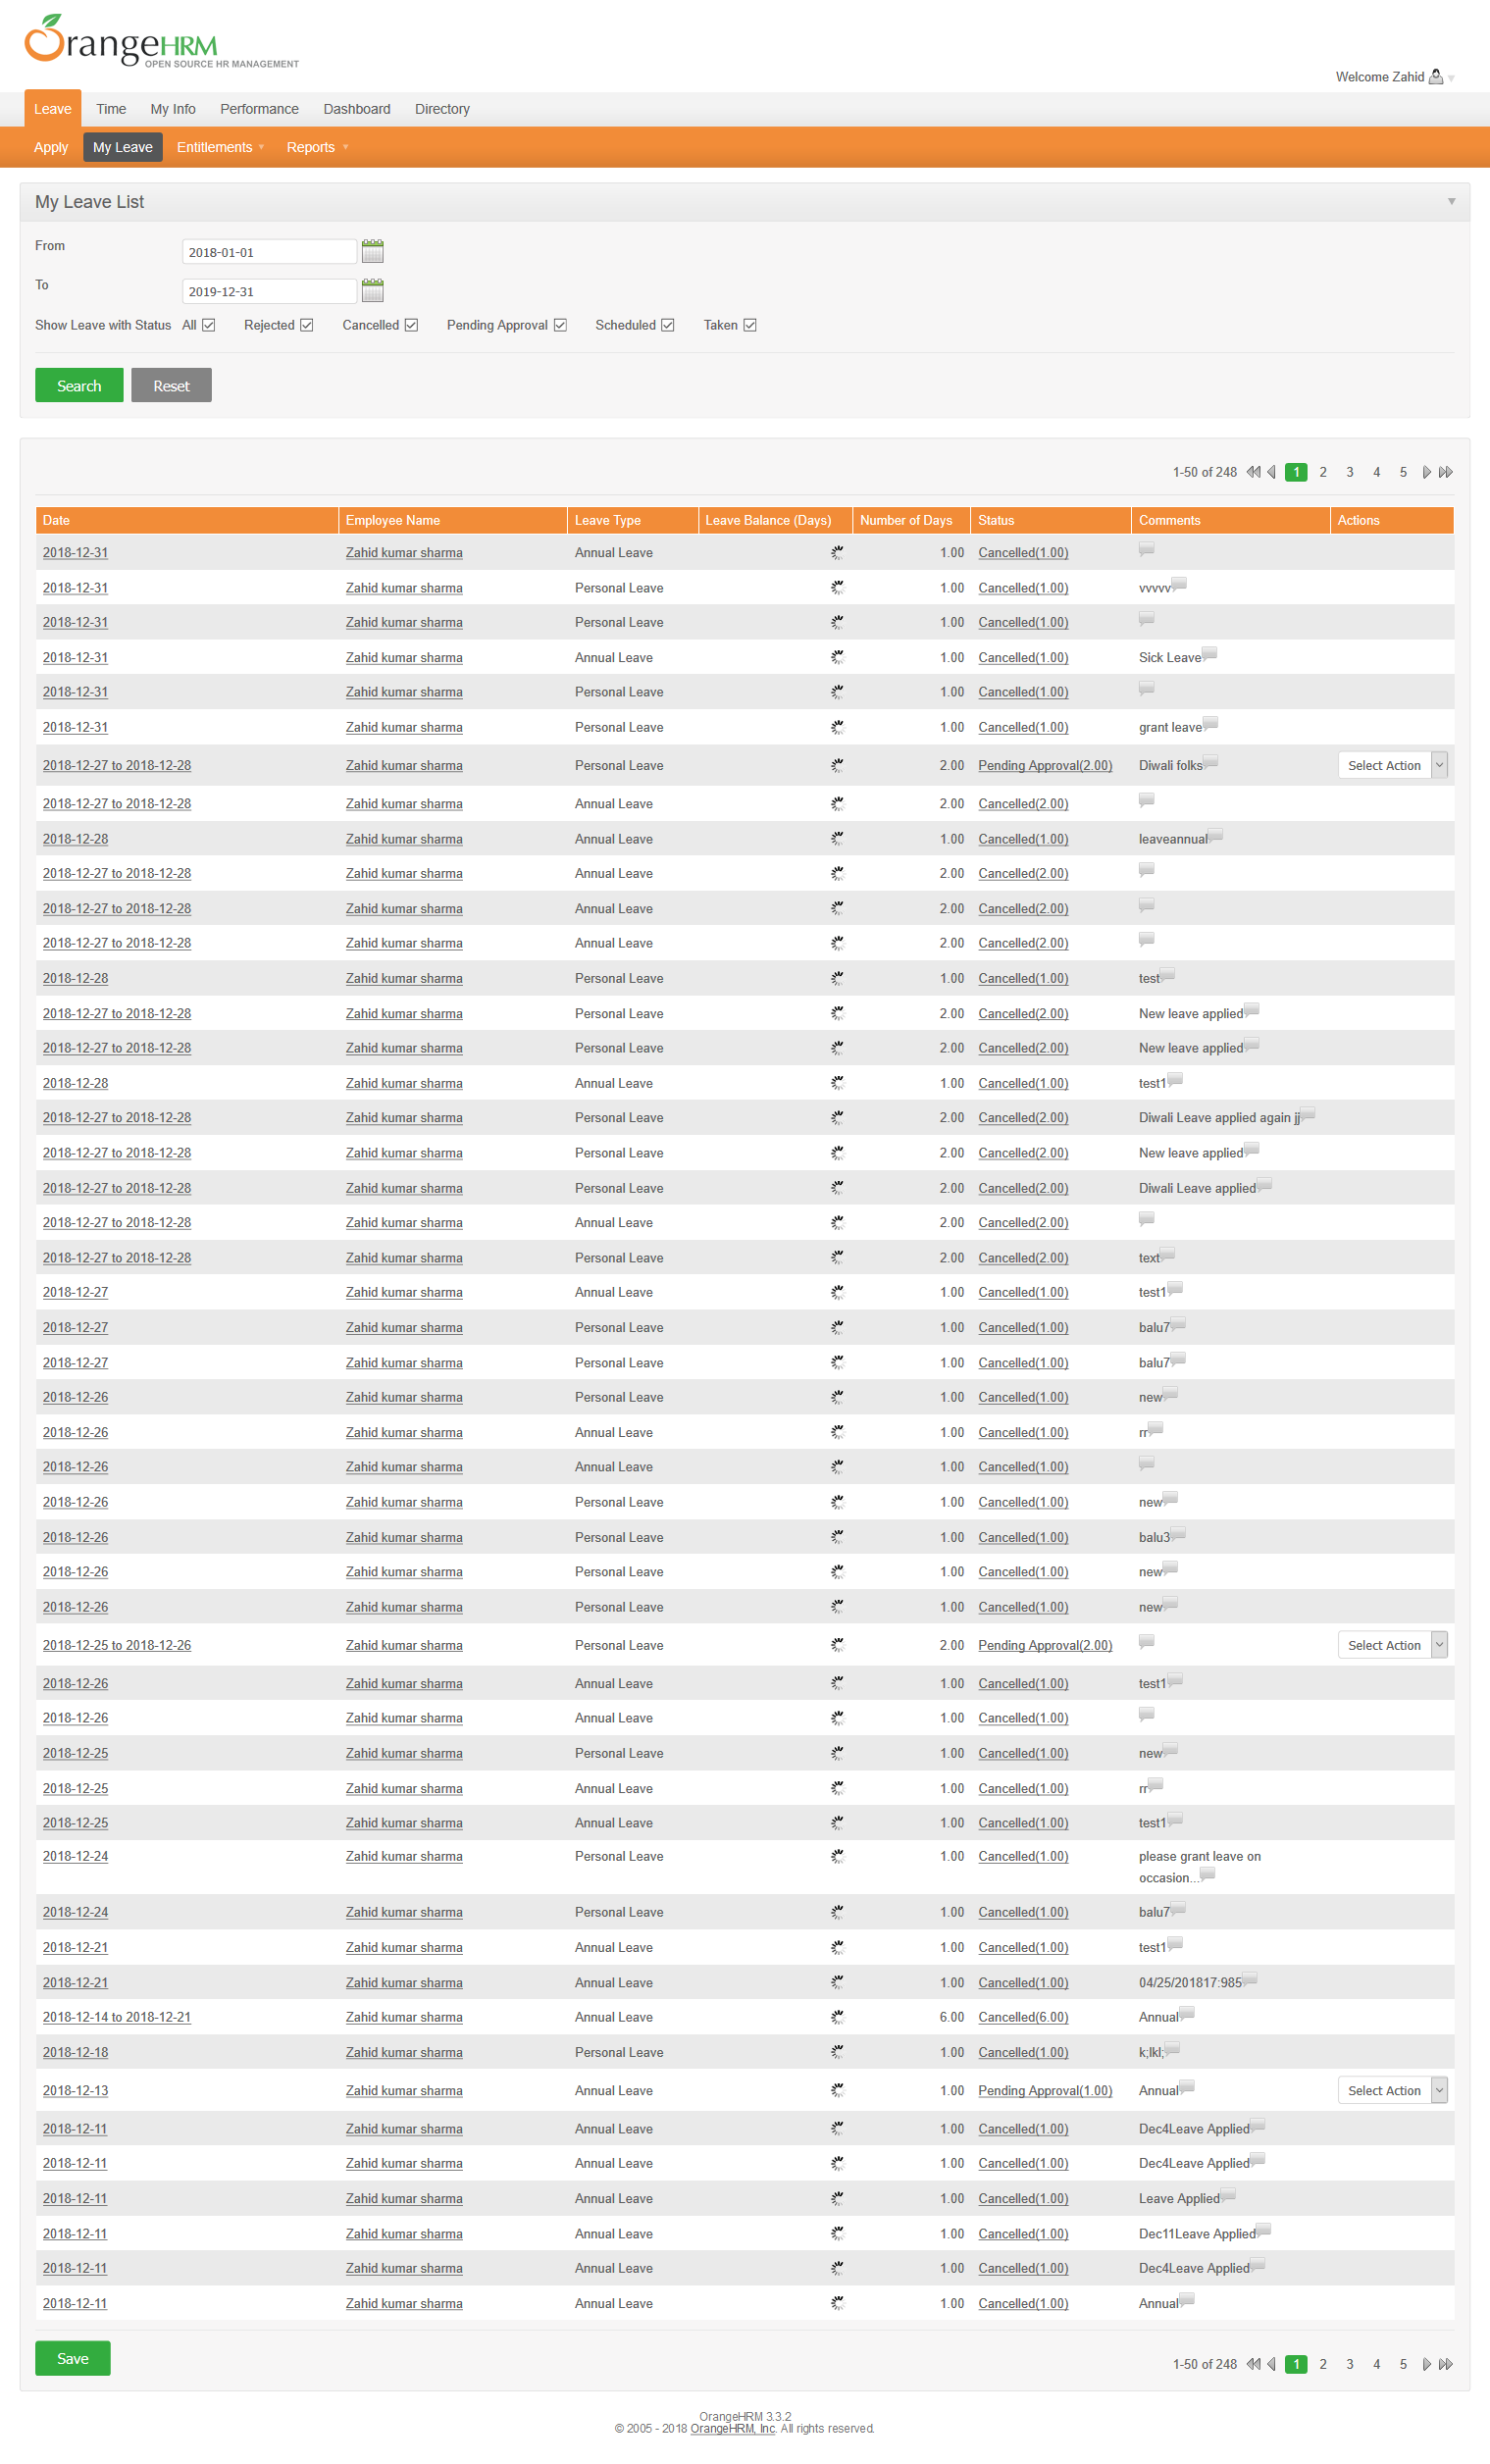 OrangeHRM
OPEN SOURCE HR MANAGEMENT
Welcome Zahid
Leave Time My Info Performance Dashboard Directory
Apply My Leave Entitlements Reports
My Leave List
From 2018-01-01
To 2019-12-31
Show Leave with Status All Rejected Cancelled Pending Approval Scheduled Taken
Search Reset
1-50 of 248 1 2 3 4 5
Date Employee Name Leave Type Leave Balance (Days) Number of Days Status Comments Actions
2018-12-31 Zahid kumar sharma Annual Leave 1.00 Cancelled(1.00)
2018-12-31 Zahid kumar sharma Personal Leave 1.00 Cancelled(1.00) vvvvv
2018-12-31 Zahid kumar sharma Personal Leave 1.00 Cancelled(1.00)
2018-12-31 Zahid kumar sharma Annual Leave 1.00 Cancelled(1.00) Sick Leave
2018-12-31 Zahid kumar sharma Personal Leave 1.00 Cancelled(1.00)
2018-12-31 Zahid kumar sharma Personal Leave 1.00 Cancelled(1.00) grant leave
2018-12-27 to 2018-12-28 Zahid kumar sharma Personal Leave 2.00 Pending Approval(2.00) Diwali folks Select Action
2018-12-27 to 2018-12-28 Zahid kumar sharma Annual Leave 2.00 Cancelled(2.00)
2018-12-28 Zahid kumar sharma Annual Leave 1.00 Cancelled(1.00) leaveannual
2018-12-27 to 2018-12-28 Zahid kumar sharma Annual Leave 2.00 Cancelled(2.00)
2018-12-27 to 2018-12-28 Zahid kumar sharma Annual Leave 2.00 Cancelled(2.00)
2018-12-27 to 2018-12-28 Zahid kumar sharma Annual Leave 2.00 Cancelled(2.00)
2018-12-28 Zahid kumar sharma Personal Leave 1.00 Cancelled(1.00) test
2018-12-27 to 2018-12-28 Zahid kumar sharma Personal Leave 2.00 Cancelled(2.00) New leave applied
2018-12-27 to 2018-12-28 Zahid kumar sharma Personal Leave 2.00 Cancelled(2.00) New leave applied
2018-12-28 Zahid kumar sharma Annual Leave 1.00 Cancelled(1.00) test1
2018-12-27 to 2018-12-28 Zahid kumar sharma Personal Leave 2.00 Cancelled(2.00) Diwali Leave applied again jj
2018-12-27 to 2018-12-28 Zahid kumar sharma Personal Leave 2.00 Cancelled(2.00) New leave applied
2018-12-27 to 2018-12-28 Zahid kumar sharma Personal Leave 2.00 Cancelled(2.00) Diwali Leave applied
2018-12-27 to 2018-12-28 Zahid kumar sharma Annual Leave 2.00 Cancelled(2.00)
2018-12-27 to 2018-12-28 Zahid kumar sharma Personal Leave 2.00 Cancelled(2.00) text
2018-12-27 Zahid kumar sharma Annual Leave 1.00 Cancelled(1.00) test1
2018-12-27 Zahid kumar sharma Personal Leave 1.00 Cancelled(1.00) balu7
2018-12-27 Zahid kumar sharma Personal Leave 1.00 Cancelled(1.00) balu7
2018-12-26 Zahid kumar sharma Personal Leave 1.00 Cancelled(1.00) new
2018-12-26 Zahid kumar sharma Annual Leave 1.00 Cancelled(1.00) rr
2018-12-26 Zahid kumar sharma Annual Leave 1.00 Cancelled(1.00)
2018-12-26 Zahid kumar sharma Personal Leave 1.00 Cancelled(1.00) new
2018-12-26 Zahid kumar sharma Personal Leave 1.00 Cancelled(1.00) balu3
2018-12-26 Zahid kumar sharma Personal Leave 1.00 Cancelled(1.00) new
2018-12-26 Zahid kumar sharma Personal Leave 1.00 Cancelled(1.00) new
2018-12-25 to 2018-12-26 Zahid kumar sharma Personal Leave 2.00 Pending Approval(2.00) Select Action
2018-12-26 Zahid kumar sharma Annual Leave 1.00 Cancelled(1.00) test1
2018-12-26 Zahid kumar sharma Annual Leave 1.00 Cancelled(1.00)
2018-12-25 Zahid kumar sharma Personal Leave 1.00 Cancelled(1.00) new
2018-12-25 Zahid kumar sharma Annual Leave 1.00 Cancelled(1.00) rr
2018-12-25 Zahid kumar sharma Annual Leave 1.00 Cancelled(1.00) test1
2018-12-24 Zahid kumar sharma Personal Leave 1.00 Cancelled(1.00) please grant leave on
occasion...
2018-12-24 Zahid kumar sharma Personal Leave 1.00 Cancelled(1.00) balu7
2018-12-21 Zahid kumar sharma Annual Leave 1.00 Cancelled(1.00) test1
2018-12-21 Zahid kumar sharma Annual Leave 1.00 Cancelled(1.00) 04/25/201817:985
2018-12-14 to 2018-12-21 Zahid kumar sharma Annual Leave 6.00 Cancelled(6.00) Annual
2018-12-18 Zahid kumar sharma Personal Leave 1.00 Cancelled(1.00) k;lkl;
2018-12-13 Zahid kumar sharma Annual Leave 1.00 Pending Approval(1.00) Annual Select Action
2018-12-11 Zahid kumar sharma Annual Leave 1.00 Cancelled(1.00) Dec4Leave Applied
2018-12-11 Zahid kumar sharma Annual Leave 1.00 Cancelled(1.00) Dec4Leave Applied
2018-12-11 Zahid kumar sharma Annual Leave 1.00 Cancelled(1.00) Leave Applied
2018-12-11 Zahid kumar sharma Annual Leave 1.00 Cancelled(1.00) Dec11Leave Applied
2018-12-11 Zahid kumar sharma Annual Leave 1.00 Cancelled(1.00) Dec4Leave Applied
2018-12-11 Zahid kumar sharma Annual Leave 1.00 Cancelled(1.00) Annual
Save 1-50 of 248 1 2 3 4 5
OrangeHRM 3.3.2
© 2005 - 2018 OrangeHRM, Inc. All rights reserved.